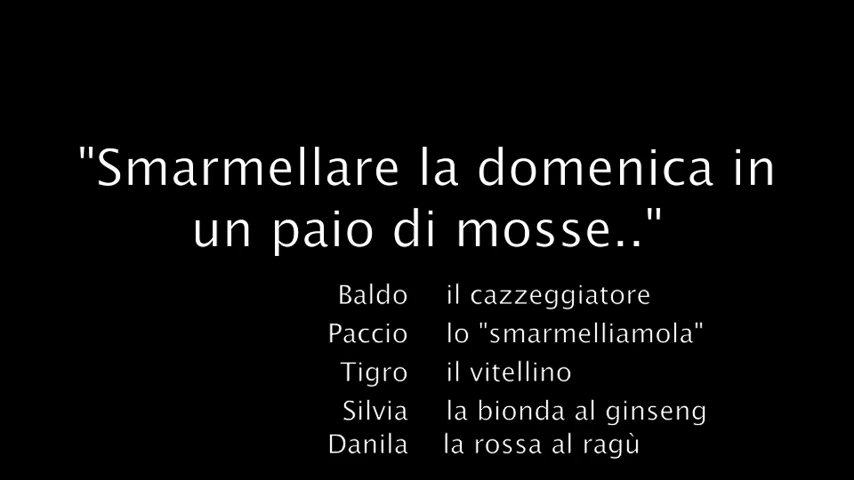 "Smarmellare la domenica in
un paio di mosse.."
Baldo il cazzeggiatore
Paccio lo "smarmelliamola"
Tigro il vitellino
Silvia la bionda al ginseng
Danila la rossa al ragù